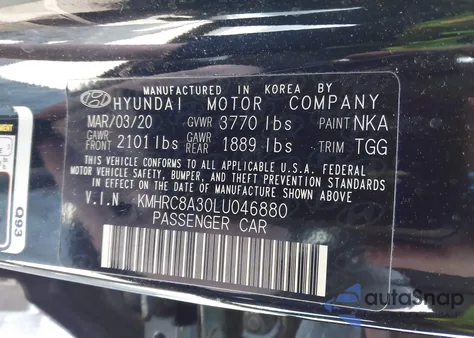 MANUFACTURED IN KOREA BY
HYUNDAI MOTOR COMPANY
MAR/03/20 GVWR 3770 lbs PAINT NKA
GAWR FRONT 2101 lbs GAWR REAR 1889 lbs TRIM TGG
THIS VEHICLE CONFORMS TO ALL APPLICABLE U.S.A. FEDERAL
MOTOR VEHICLE SAFETY, BUMPER, AND THEFT PREVENTION STANDARDS
IN EFFECT ON THE DATE OF MANUFACTURE SHOWN ABOVE.
V.I.N KMHRC8A30LU046880
PASSENGER CAR
Q93
autoSnap